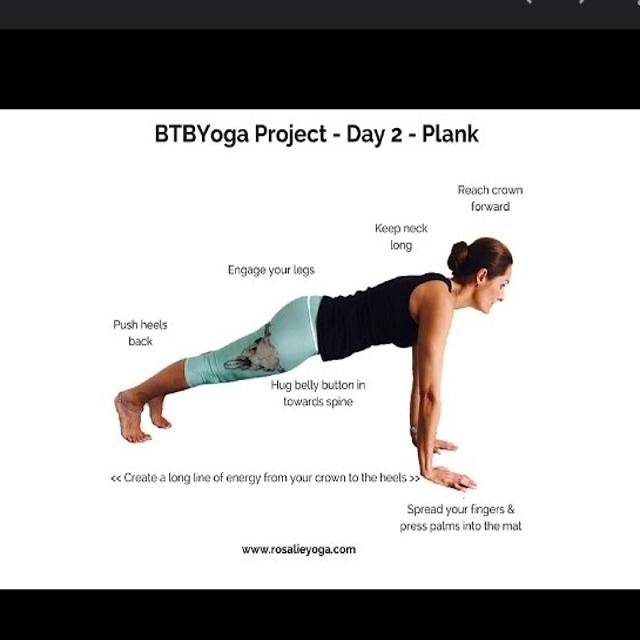 BTBYoga Project - Day 2 - Plank
Reach crown
forward
Keep neck
long
Engage your legs
Push heels
back
Hug belly button in
towards spine
<< Create a long line of energy from your crown to the heels >>
Spread your fingers &
press palms into the mat
www.rosalieyoga.com